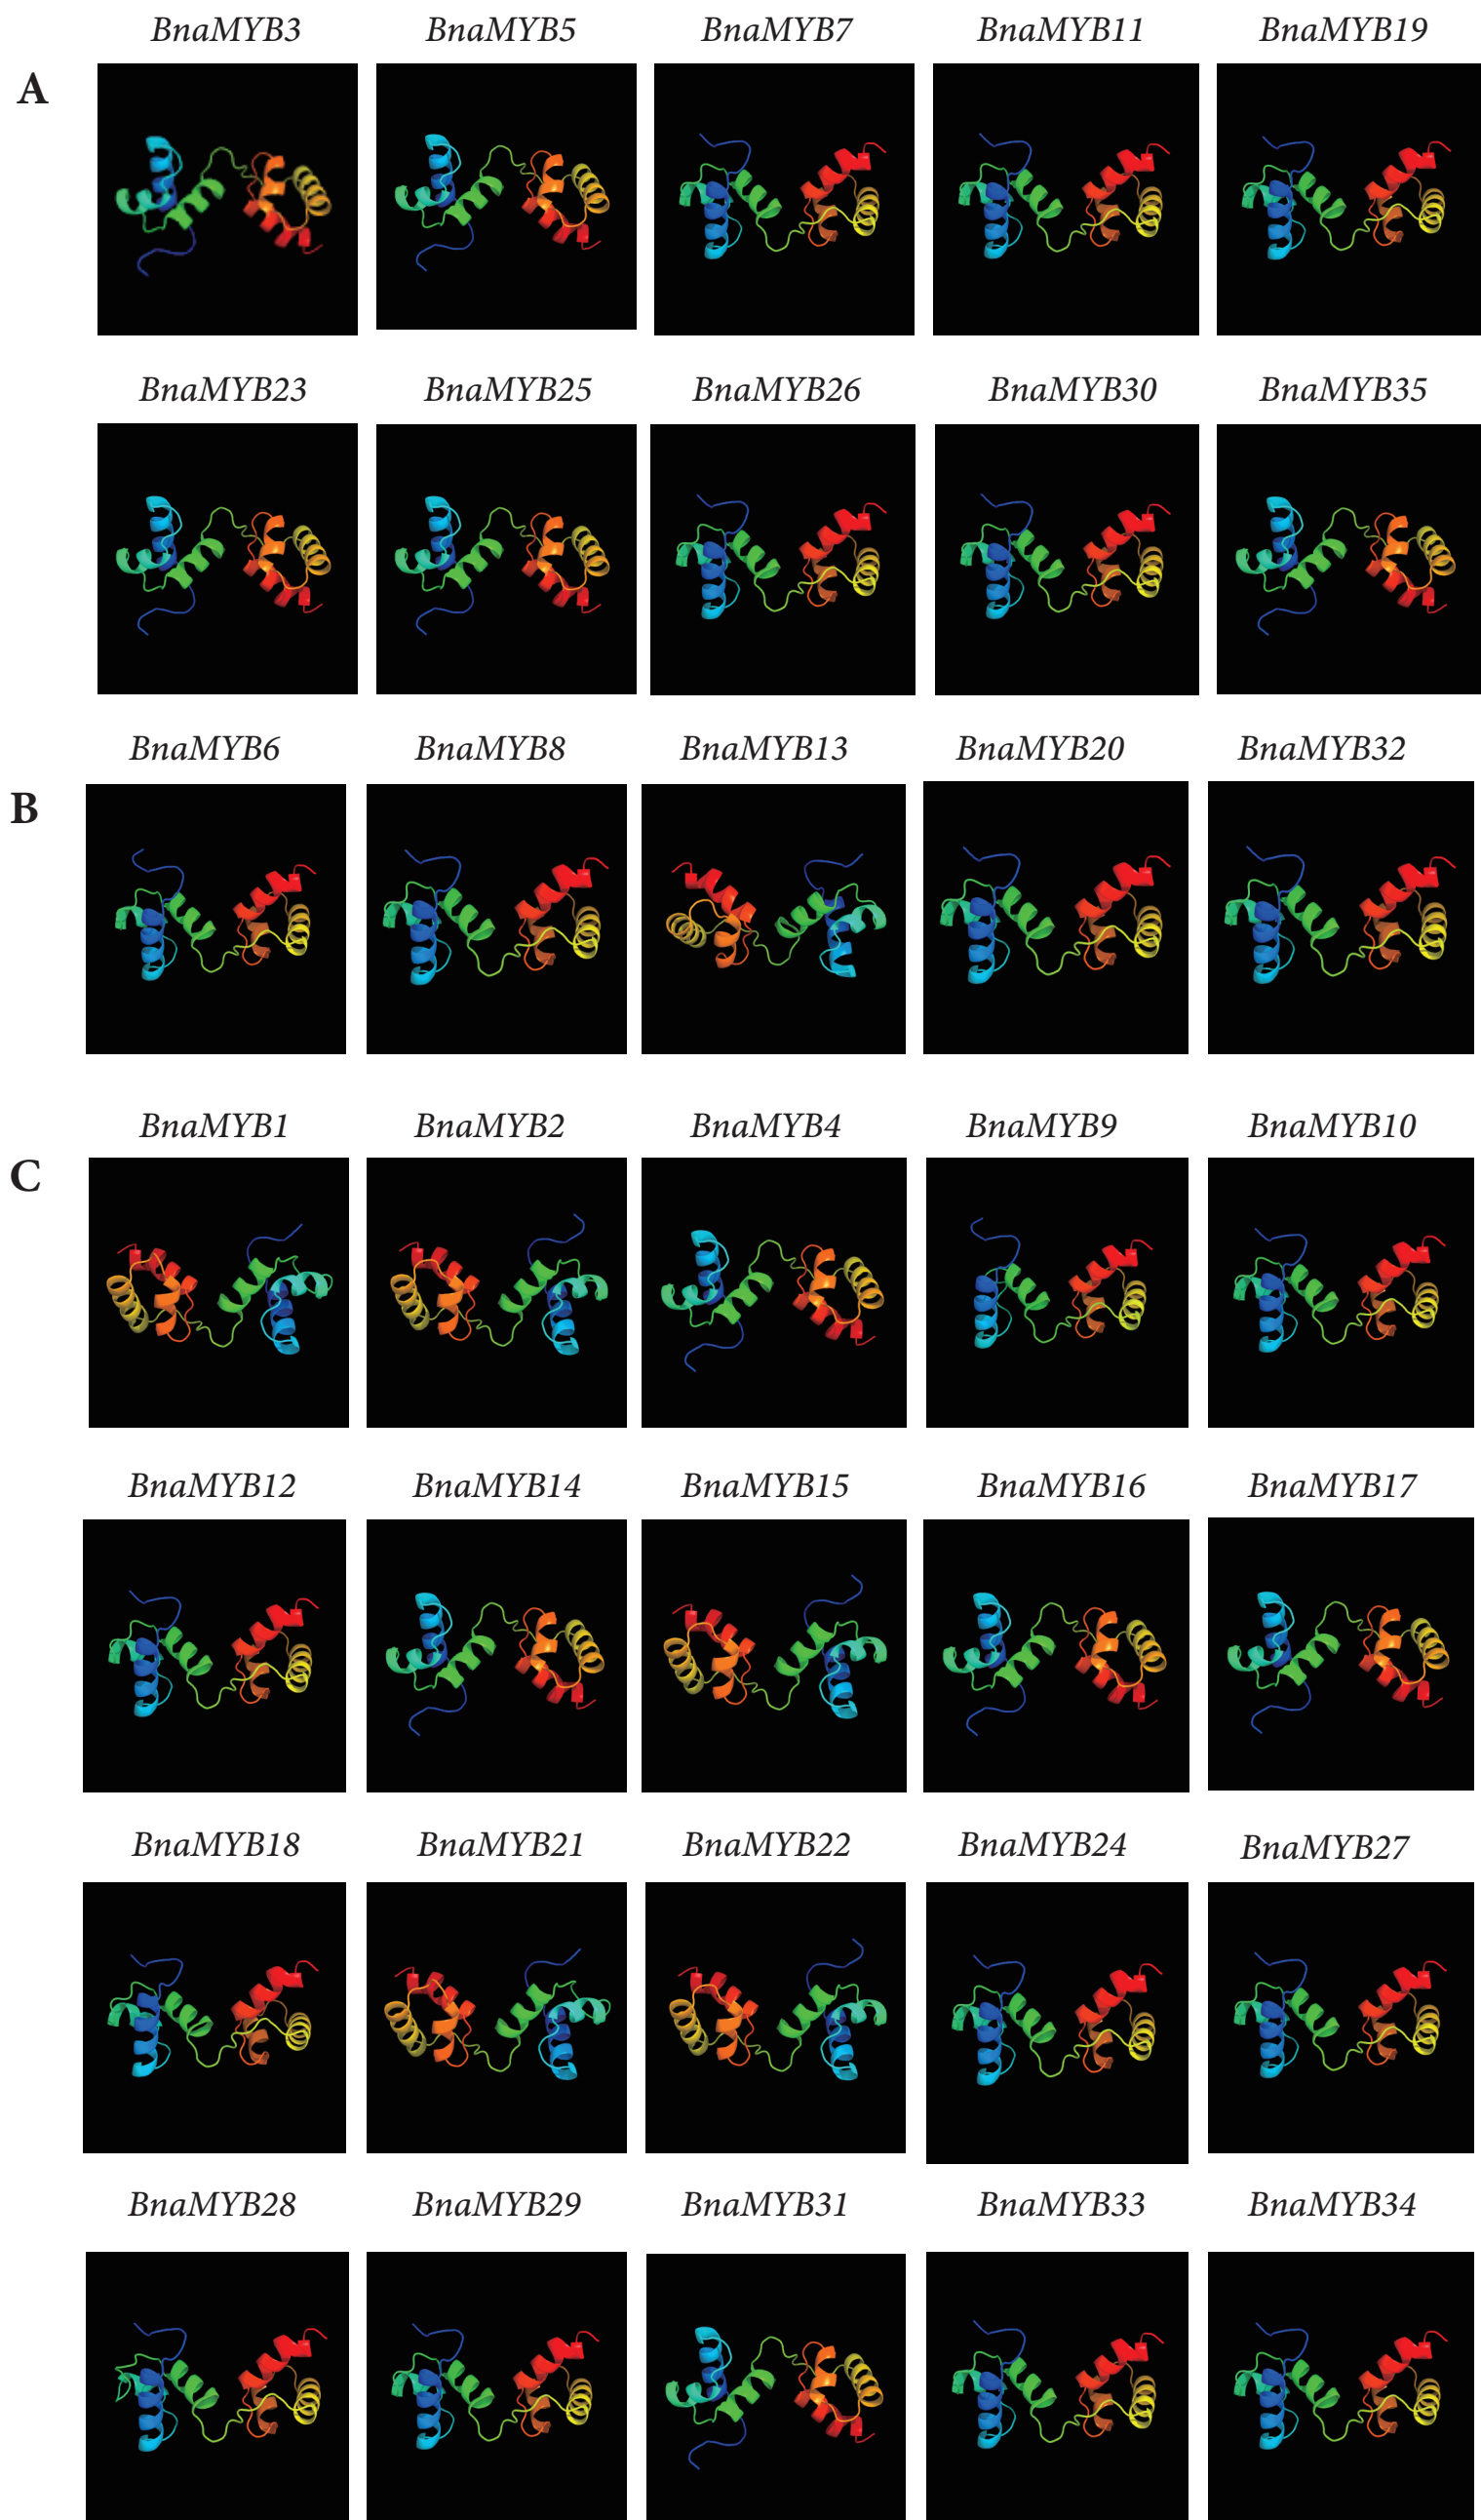 BnaMYB3 BnaMYB5 BnaMYB7 BnaMYB11 BnaMYB19
A
BnaMYB23 BnaMYB25 BnaMYB26 BnaMYB30 BnaMYB35
BnaMYB6 BnaMYB8 BnaMYB13 BnaMYB20 BnaMYB32
B
BnaMYB1 BnaMYB2 BnaMYB4 BnaMYB9 BnaMYB10
C
BnaMYB12 BnaMYB14 BnaMYB15 BnaMYB16 BnaMYB17
BnaMYB18 BnaMYB21 BnaMYB22 BnaMYB24 BnaMYB27
BnaMYB28 BnaMYB29 BnaMYB31 BnaMYB33 BnaMYB34